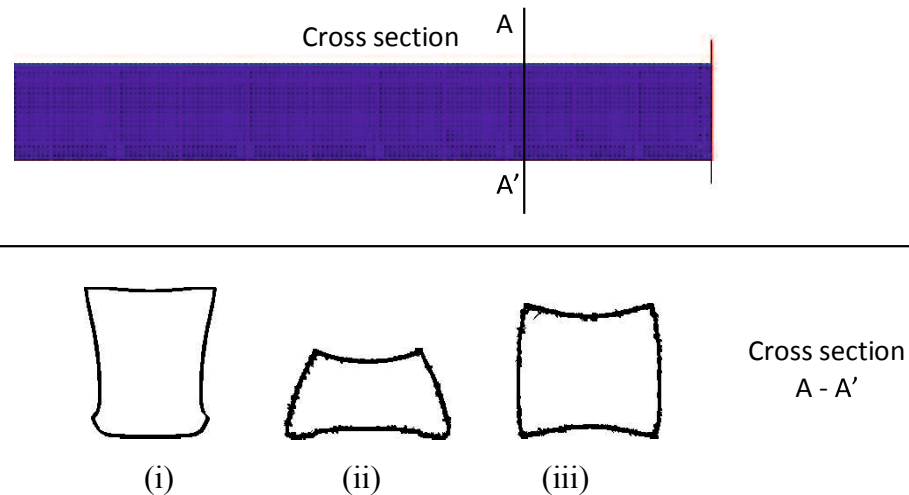 Cross section
A
A’
Cross section
A - A’
(i)
(ii)
(iii)